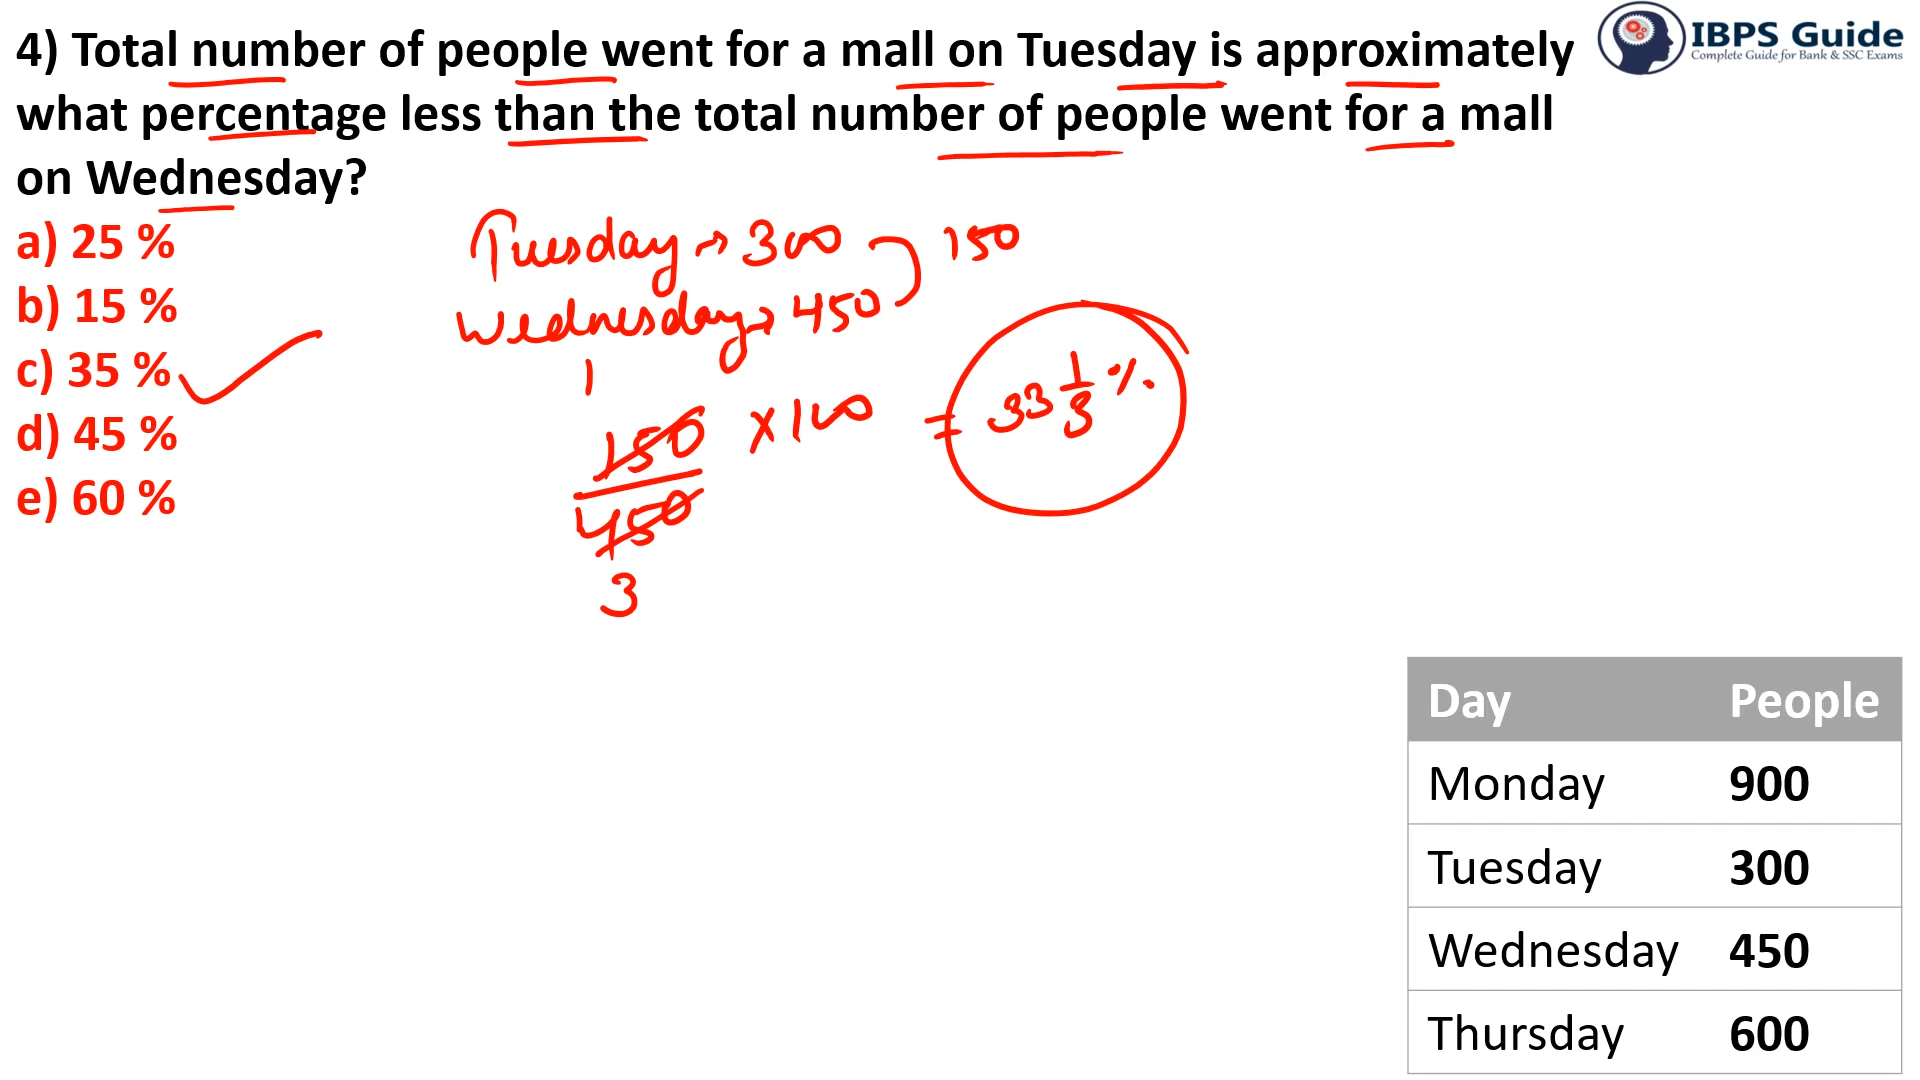 4) Total number of people went for a mall on Tuesday is approximately
what percentage less than the total number of people went for a mall
on Wednesday?
a) 25 %
b) 15 %
c) 35 %
d) 45 %
e) 60 %
IBPS Guide
Complete Guide for Bank & SSC Exams
Tuesday → 300
150
Wednesday → 450
1
150 × 100 = 33 1/3 %
450
3
Day People
Monday 900
Tuesday 300
Wednesday 450
Thursday 600